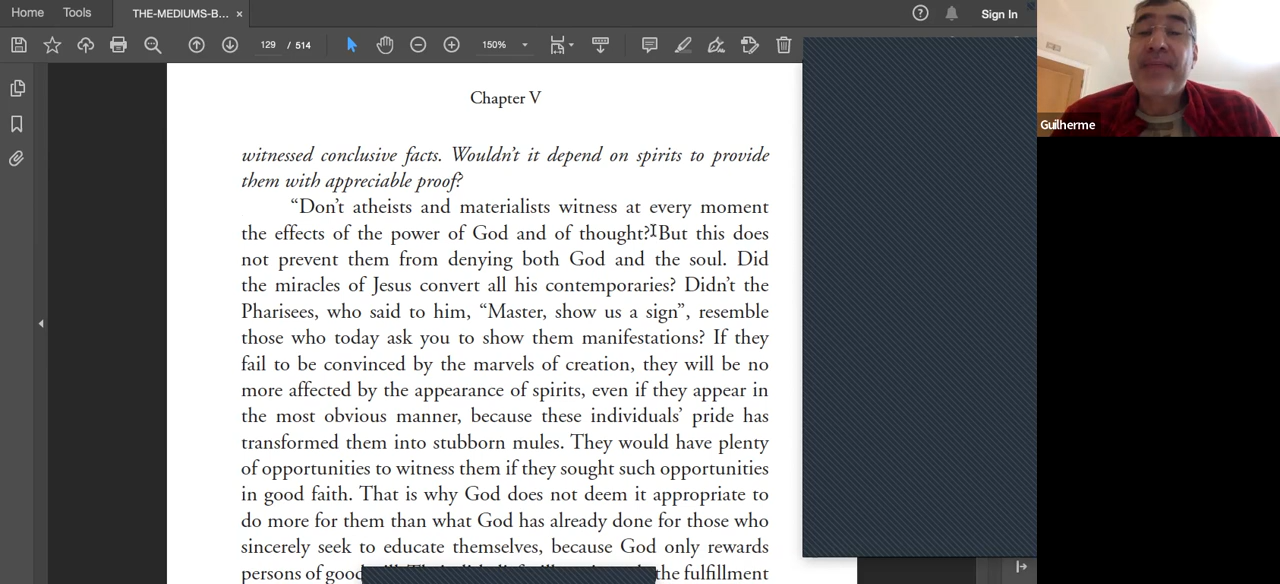 Home Tools THE-MEDIUMS-B... × Sign In
129 / 514 150%
Guilherme
Chapter V
witnessed conclusive facts. Wouldn't it depend on spirits to provide
them with appreciable proof?
“Don't atheists and materialists witness at every moment
the effects of the power of God and of thought? But this does
not prevent them from denying both God and the soul. Did
the miracles of Jesus convert all his contemporaries? Didn't the
Pharisees, who said to him, “Master, show us a sign”, resemble
those who today ask you to show them manifestations? If they
fail to be convinced by the marvels of creation, they will be no
more affected by the appearance of spirits, even if they appear in
the most obvious manner, because these individuals' pride has
transformed them into stubborn mules. They would have plenty
of opportunities to witness them if they sought such opportunities
in good faith. That is why God does not deem it appropriate to
do more for them than what God has already done for those who
sincerely seek to educate themselves, because God only rewards
persons of good the fulfillment